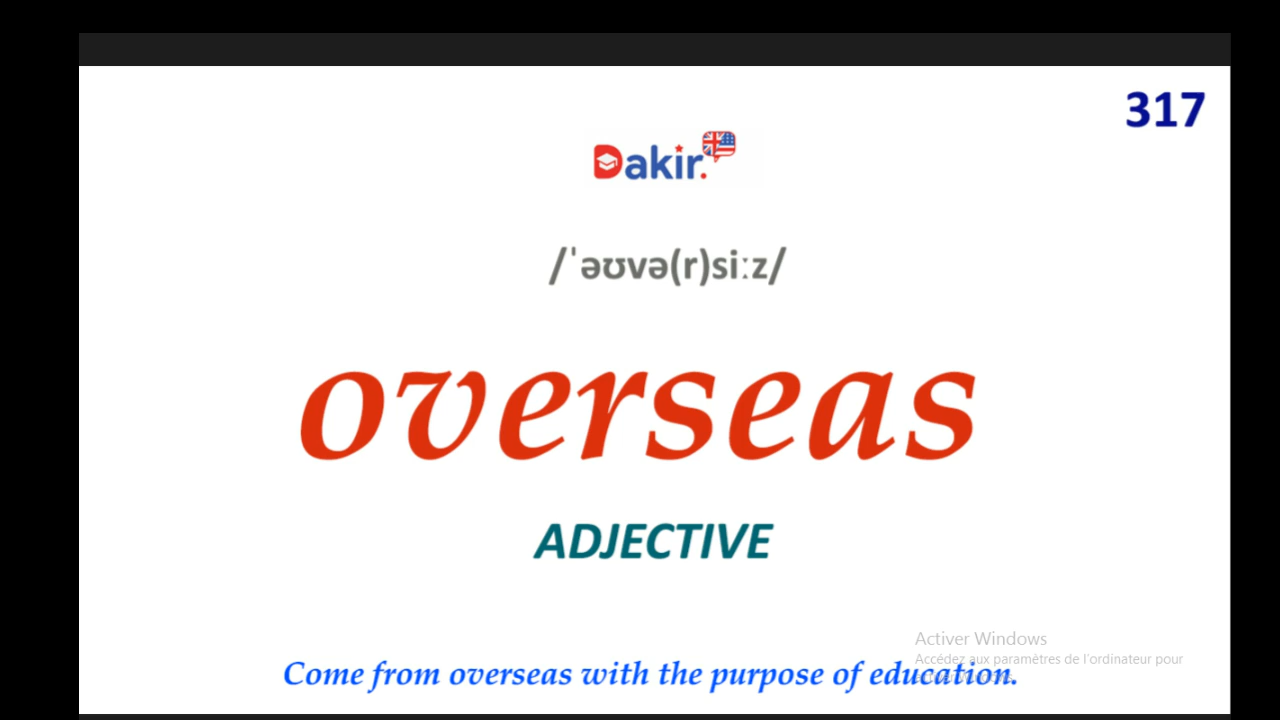 317
Dakir.
/ˈəʊvə(r)siːz/
overseas
ADJECTIVE
Activer Windows
Accédez aux paramètres de l'ordinateur pour
Come from overseas with the purpose of education.